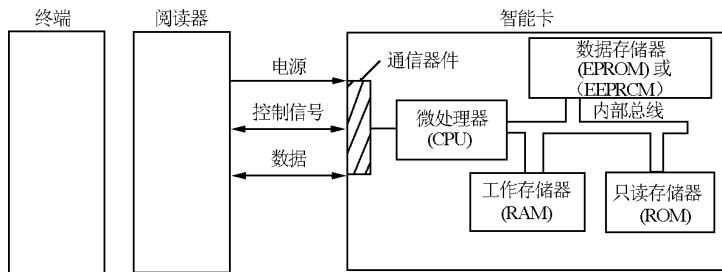 终端
阅读器
智能卡
电源
控制信号
数据
通信器件
微处理器
(CPU)
数据存储器
(EPROM) 或
(EEPRCM)
内部总线
工作存储器
(RAM)
只读存储器
(ROM)